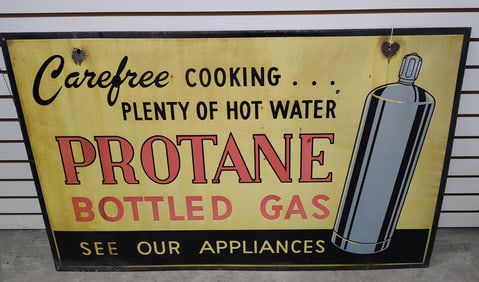 Carefree COOKING...
PLENTY OF HOT WATER
PROTANE
BOTTLED GAS
SEE OUR APPLIANCES